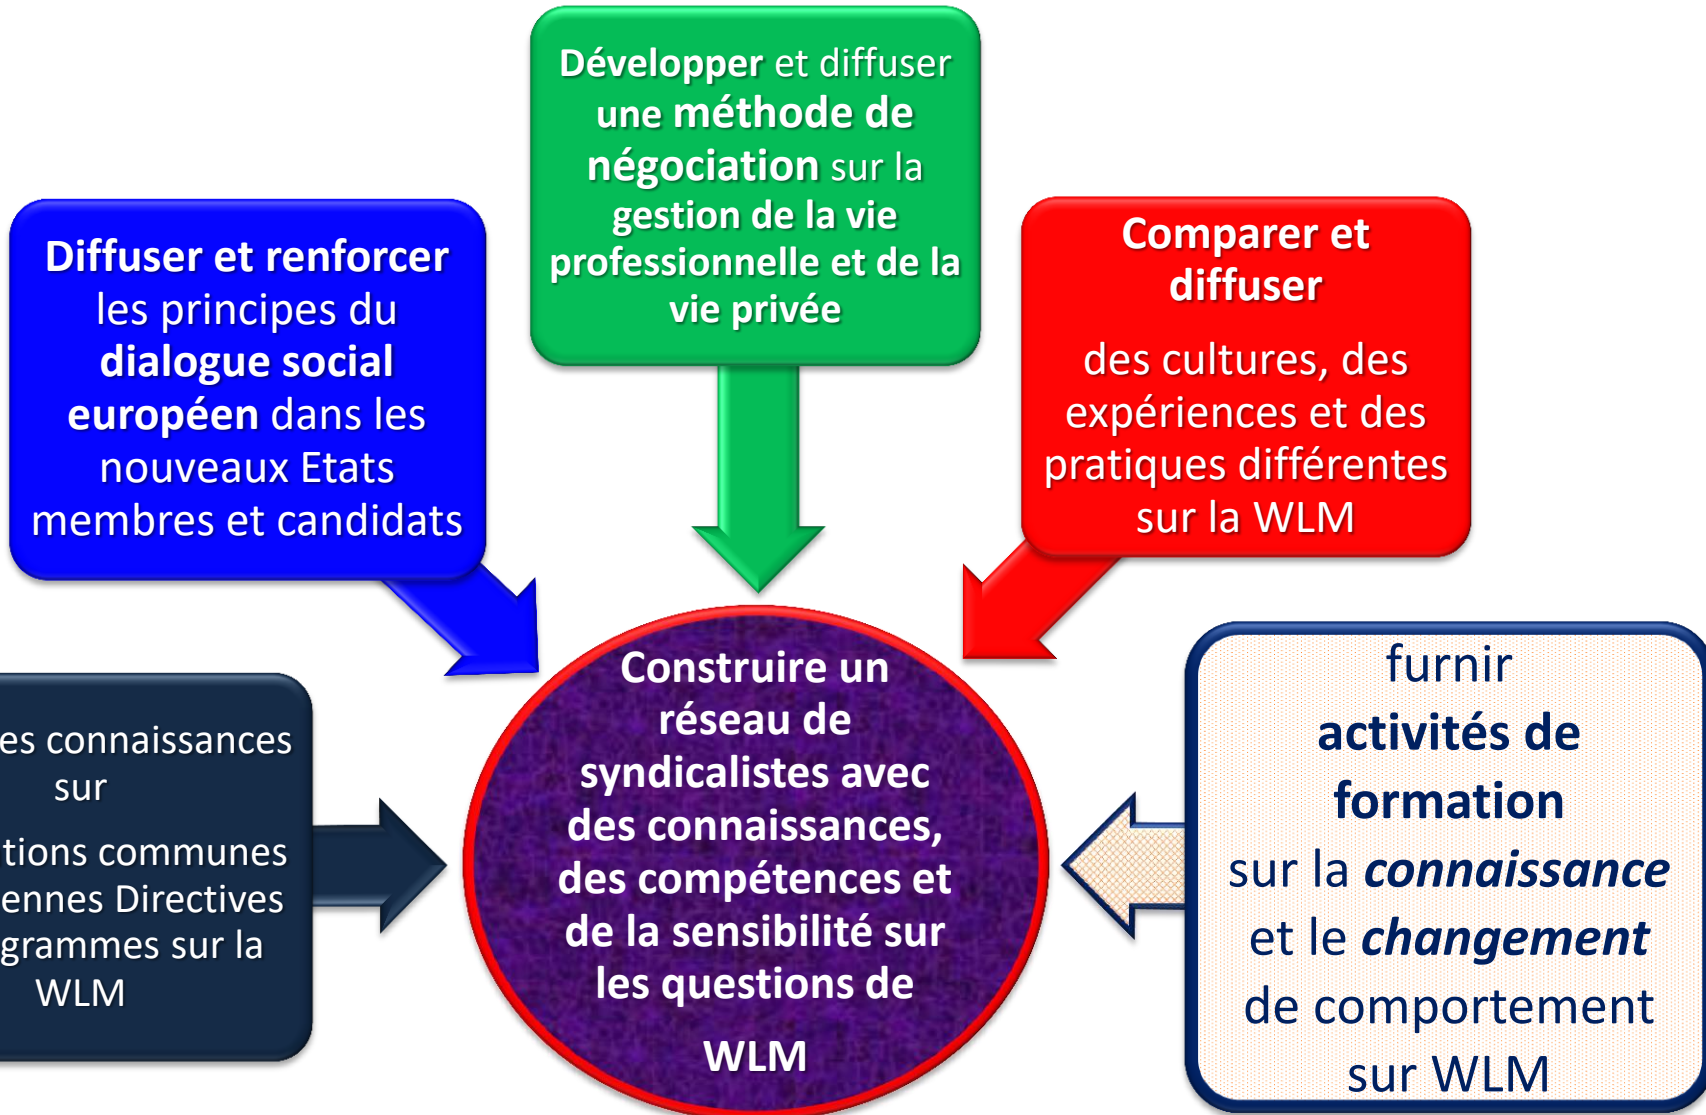 Développer et diffuser
une méthode de
négociation sur la
gestion de la vie
professionnelle et de la
vie privée
Diffuser et renforcer
les principes du
dialogue social
européen dans les
nouveaux Etats
membres et candidats
Comparer et
diffuser
des cultures, des
expériences et des
pratiques différentes
sur la WLM
connaissances
sur
communes
Directives
sur la
WLM
Construire un
réseau de
syndicalistes avec
des connaissances,
des compétences et
de la sensibilité sur
les questions de
WLM
furnir
activités de
formation
sur la connaissance
et le changement
de comportement
sur WLM